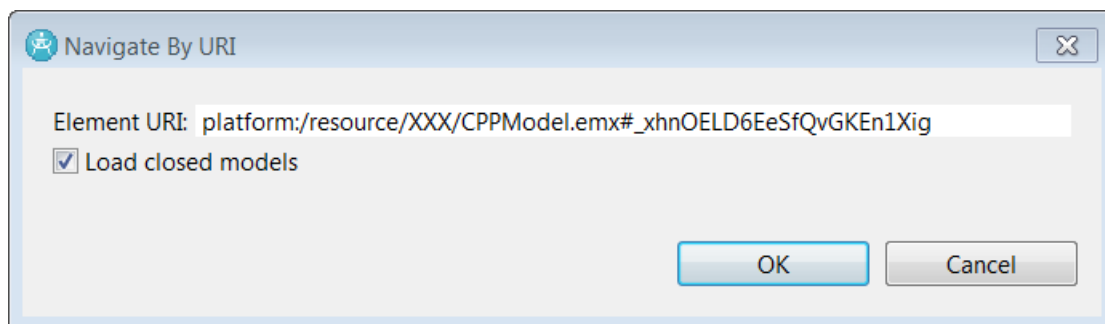 Navigate By URI
Element URI: platform:/resource/XXX/CPPModel.emx#_xhnOELD6EeSfQvGKEn1Xig
Load closed models
OK Cancel